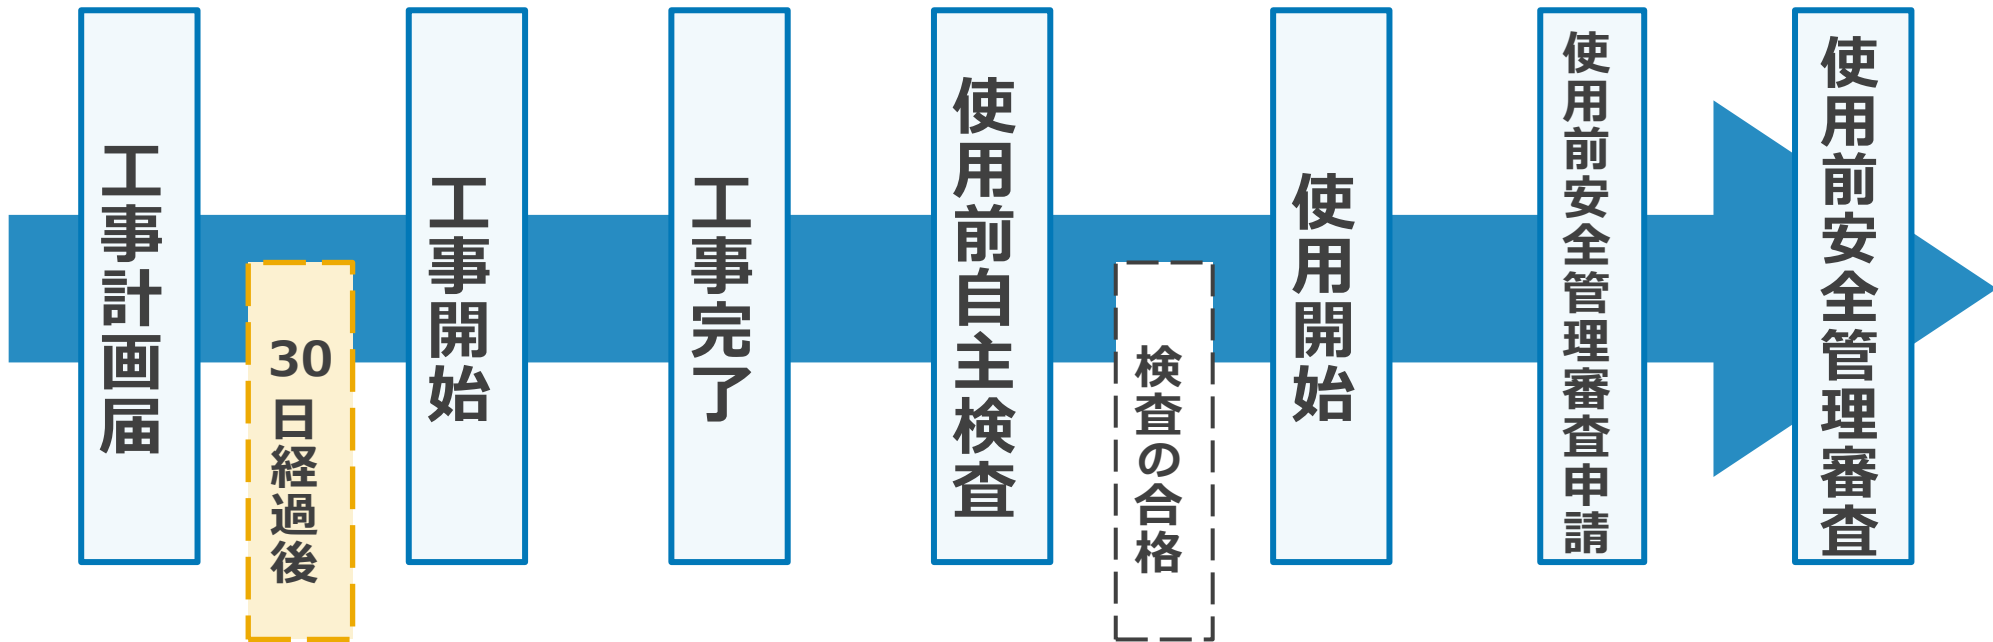 工事計画届
30日経過後
工事開始
工事完了
使用前自主検査
検査の合格
使用開始
使用前安全管理審査申請
使用前安全管理審査